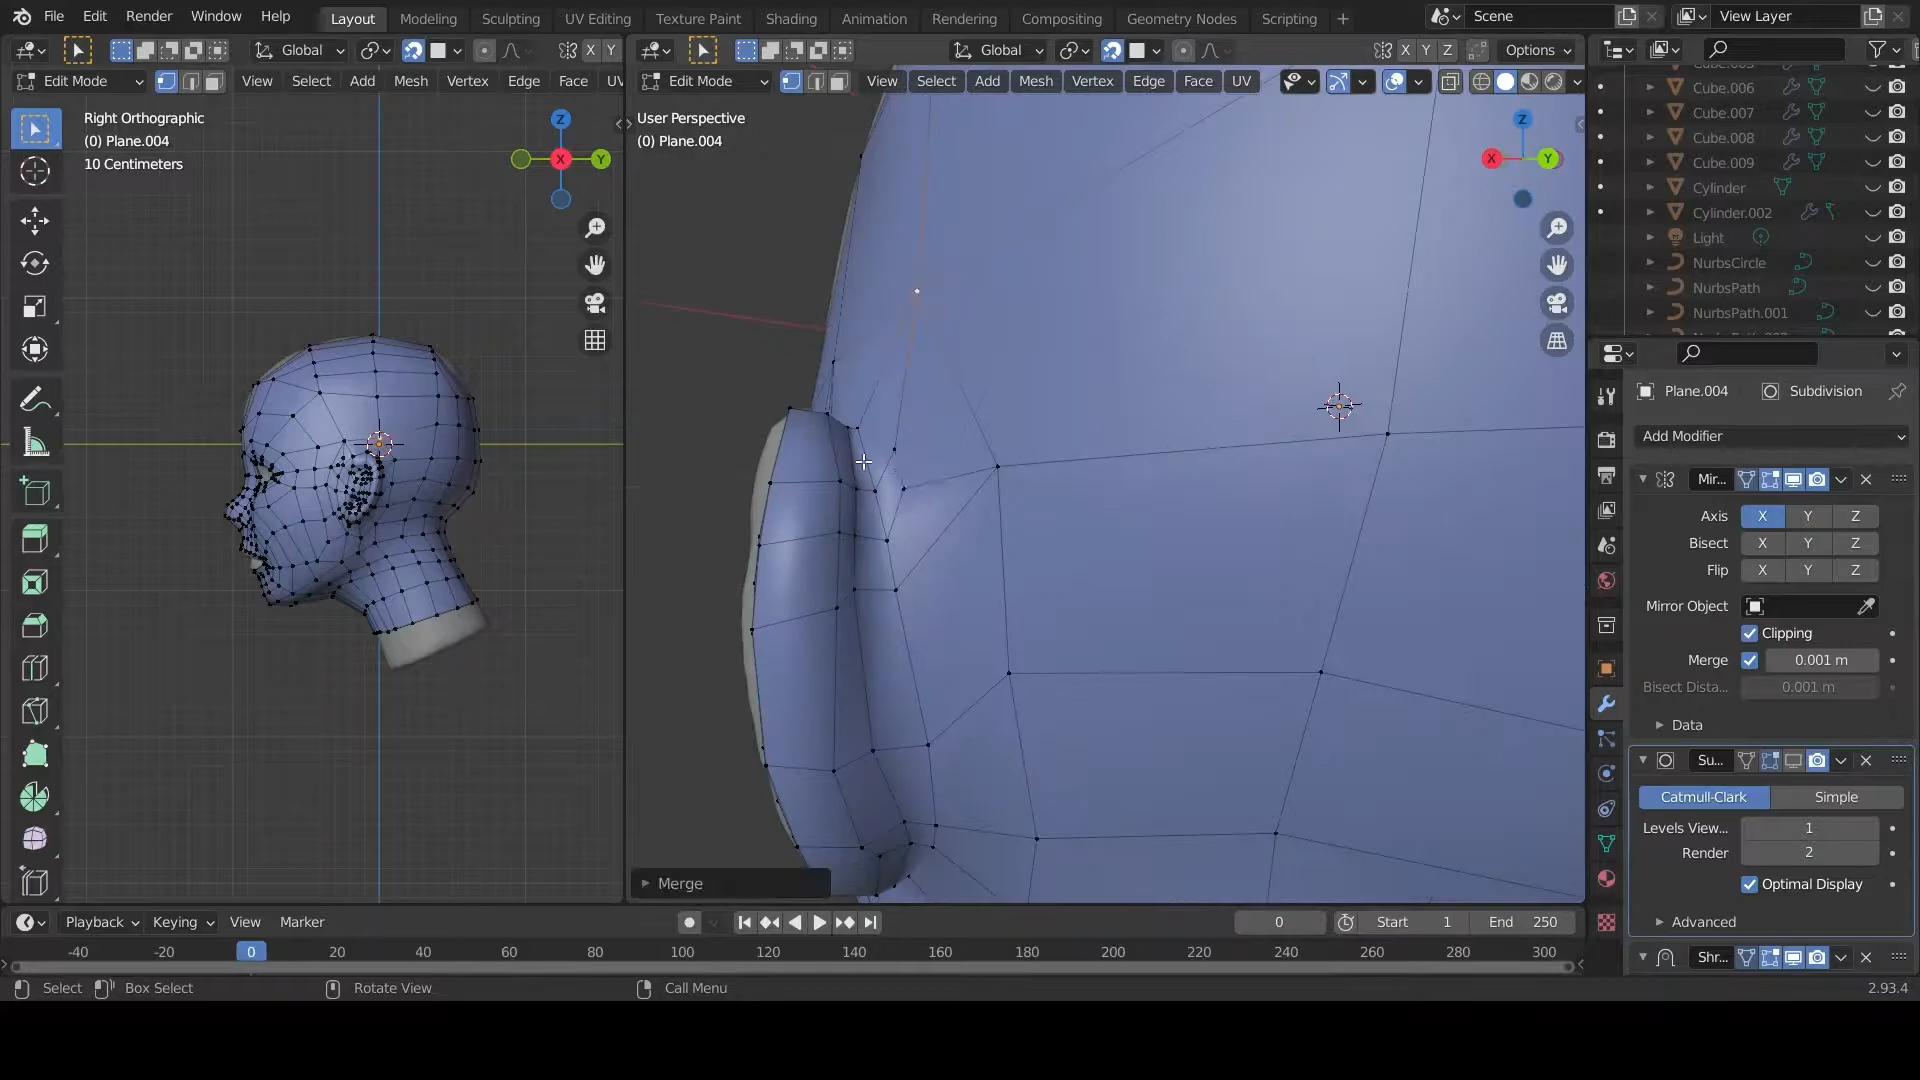 File Edit Render Window Help Layout Modeling Sculpting UV Editing Texture Paint Shading Animation Rendering Compositing Geometry Nodes Scripting + Scene View Layer
Global X Y Global X Y Z Options
Edit Mode View Select Add Mesh Vertex Edge Face UV Edit Mode View Select Add Mesh Vertex Edge Face UV
Right Orthographic
(0) Plane.004
10 Centimeters
Z
X
Y
User Perspective
(0) Plane.004
Z
X
Y
Merge
Cube.006
Cube.007
Cube.008
Cube.009
Cylinder
Cylinder.002
Light
NurbsCircle
NurbsPath
NurbsPath.001
Plane.004 Subdivision
Add Modifier
Mir...
Axis X Y Z
Bisect X Y Z
Flip X Y Z
Mirror Object
Clipping
Merge 0.001 m
Bisect Dista... 0.001 m
Data
Su...
Catmull-Clark Simple
Levels View... 1
Render 2
Optimal Display
Advanced
Shr...
Playback Keying View Marker 0 Start 1 End 250
-40 -20 0 20 40 60 80 100 120 140 160 180 200 220 240 260 280 300
Select Box Select Rotate View Call Menu 2.93.4